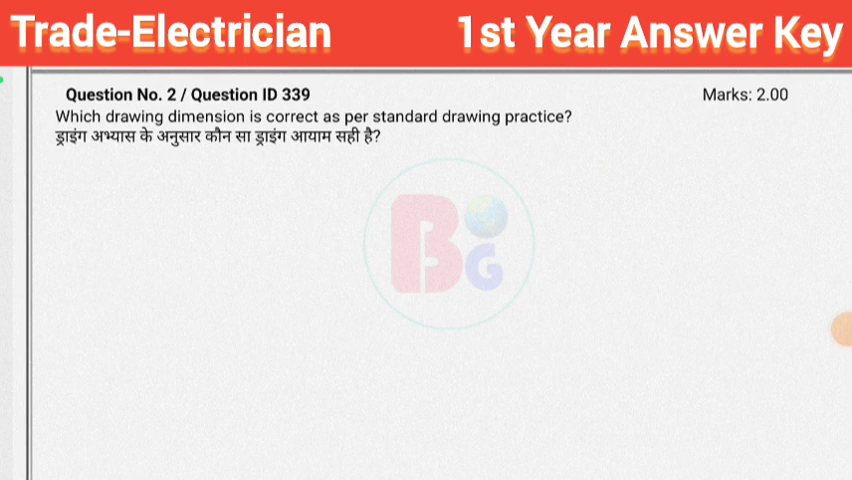 Trade-Electrician 1st Year Answer Key
Question No. 2 / Question ID 339 Marks: 2.00
Which drawing dimension is correct as per standard drawing practice?
ड्राइंग अभ्यास के अनुसार कौन सा ड्राइंग आयाम सही है?
B G